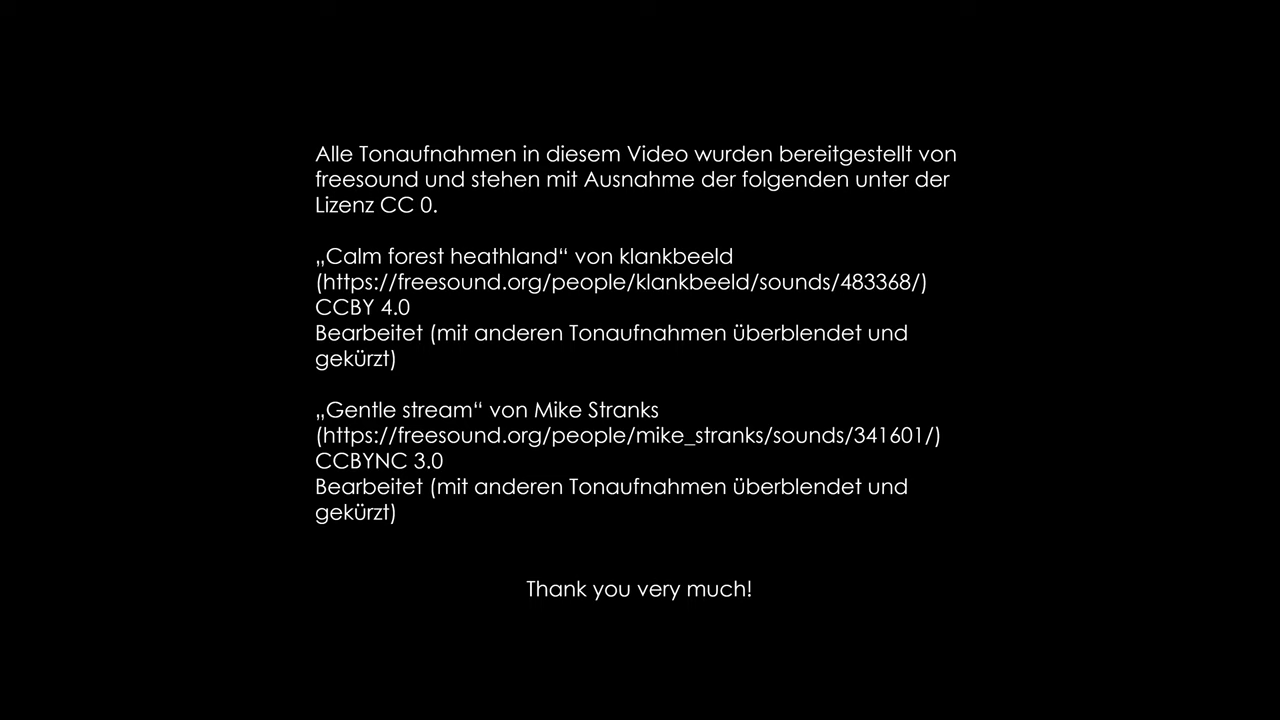 Alle Tonaufnahmen in diesem Video wurden bereitgestellt von
freesound und stehen mit Ausnahme der folgenden unter der
Lizenz CC 0.
„Calm forest heathland“ von klankbeeld
(https://freesound.org/people/klankbeeld/sounds/483368/)
CCBY 4.0
Bearbeitet (mit anderen Tonaufnahmen überblendet und
gekürzt)
„Gentle stream“ von Mike Stranks
(https://freesound.org/people/mike_stranks/sounds/341601/)
CCBYNC 3.0
Bearbeitet (mit anderen Tonaufnahmen überblendet und
gekürzt)
Thank you very much!